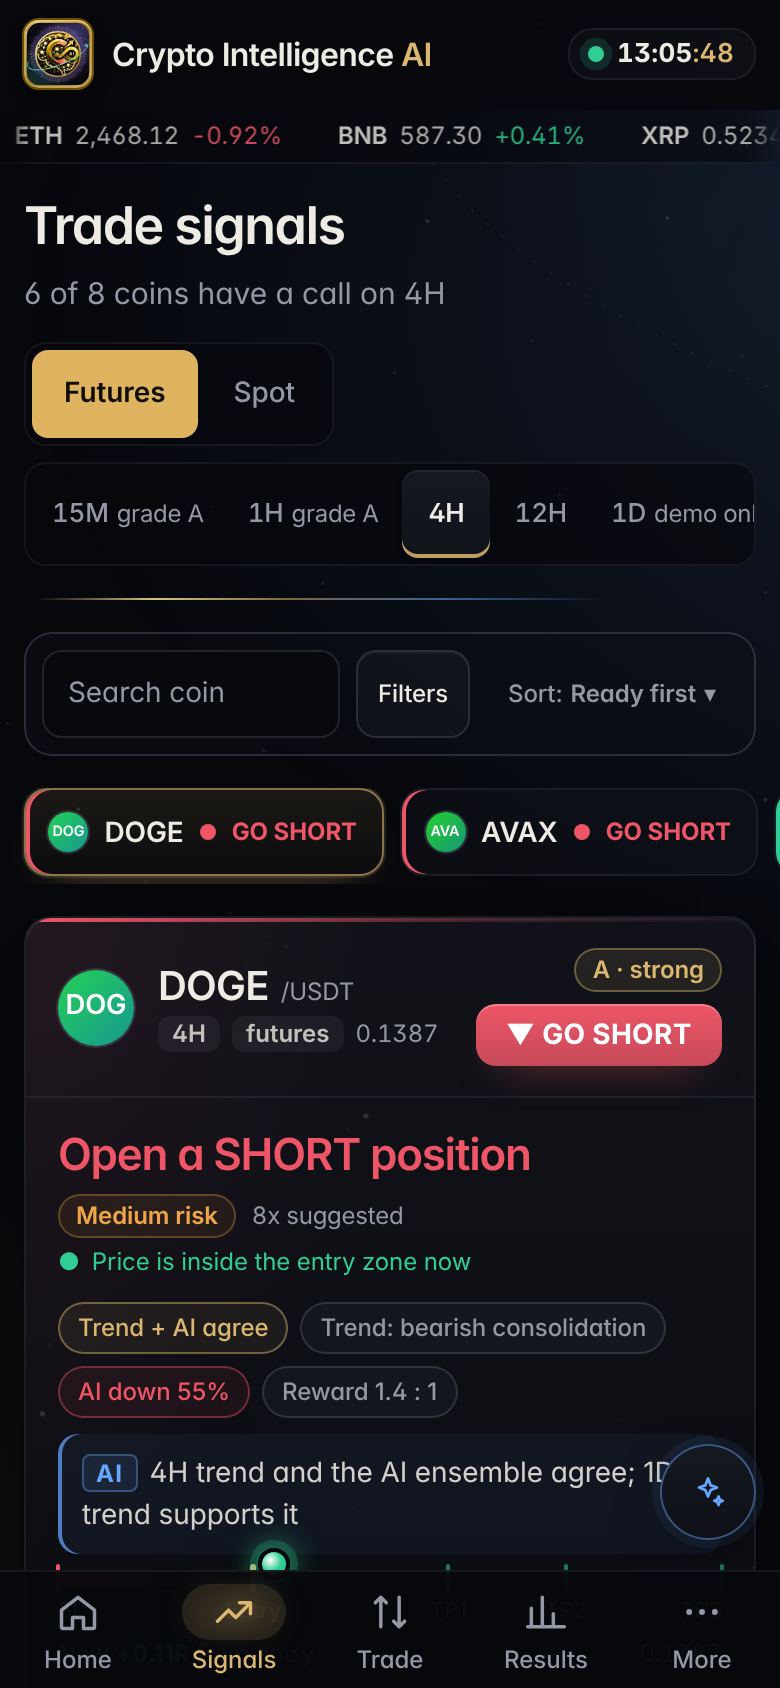 Crypto Intelligence AI
13:05:48
ETH 2,468.12 -0.92% BNB 587.30 +0.41% XRP 0.5234
Trade signals
6 of 8 coins have a call on 4H
Futures Spot
15M grade A 1H grade A 4H 12H 1D demo onl
Search coin Filters Sort: Ready first ▾
DOG DOGE ● GO SHORT AVA AVAX ● GO SHORT
A · strong
DOG DOGE /USDT
4H futures 0.1387 ▼ GO SHORT
Open a SHORT position
Medium risk 8x suggested
Price is inside the entry zone now
Trend + AI agree Trend: bearish consolidation
AI down 55% Reward 1.4 : 1
AI 4H trend and the AI ensemble agree; 1D
trend supports it
TP1 TP2
+0.11R
Home Signals Trade Results More